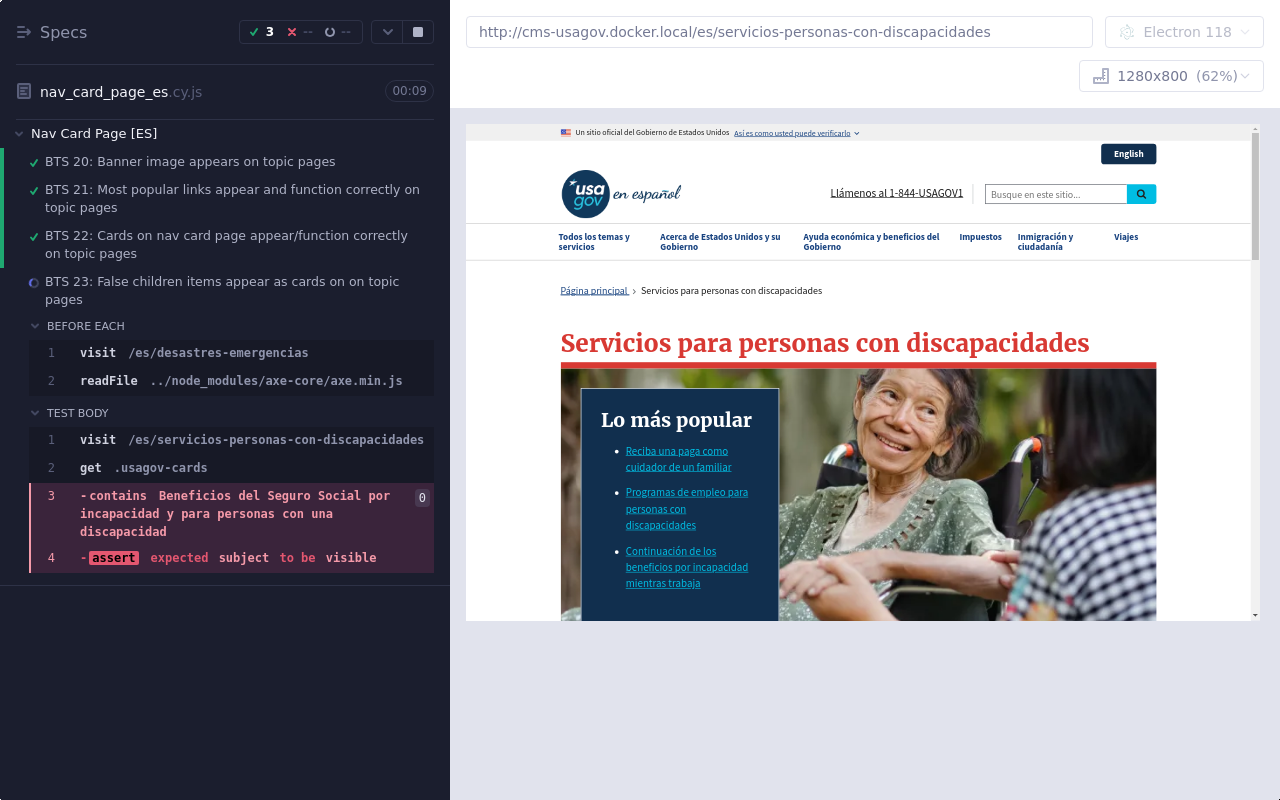 Specs
3 -- --
nav_card_page_es.cy.js 00:09
Nav Card Page [ES]
BTS 20: Banner image appears on topic pages
BTS 21: Most popular links appear and function correctly on
topic pages
BTS 22: Cards on nav card page appear/function correctly
on topic pages
BTS 23: False children items appear as cards on on topic
pages
BEFORE EACH
1 visit /es/desastres-emergencias
2 readFile ../node_modules/axe-core/axe.min.js
TEST BODY
1 visit /es/servicios-personas-con-discapacidades
2 get .usagov-cards
3 -contains Beneficios del Seguro Social por 0
incapacidad y para personas con una
discapacidad
4 -assert expected subject to be visible
http://cms-usagov.docker.local/es/servicios-personas-con-discapacidades
Electron 118
1280x800 (62%)
Un sitio oficial del Gobierno de Estados Unidos Así es como usted puede verificarlo
English
usa
gov
en español
Llámenos al 1-844-USAGOV1
Busque en este sitio...
Todos los temas y
servicios
Acerca de Estados Unidos y su
Gobierno
Ayuda económica y beneficios del
Gobierno
Impuestos
Inmigración y
ciudadanía
Viajes
Página principal › Servicios para personas con discapacidades
Servicios para personas con discapacidades
Lo más popular
Reciba una paga como
cuidador de un familiar
Programas de empleo para
personas con
discapacidades
Continuación de los
beneficios por incapacidad
mientras trabaja